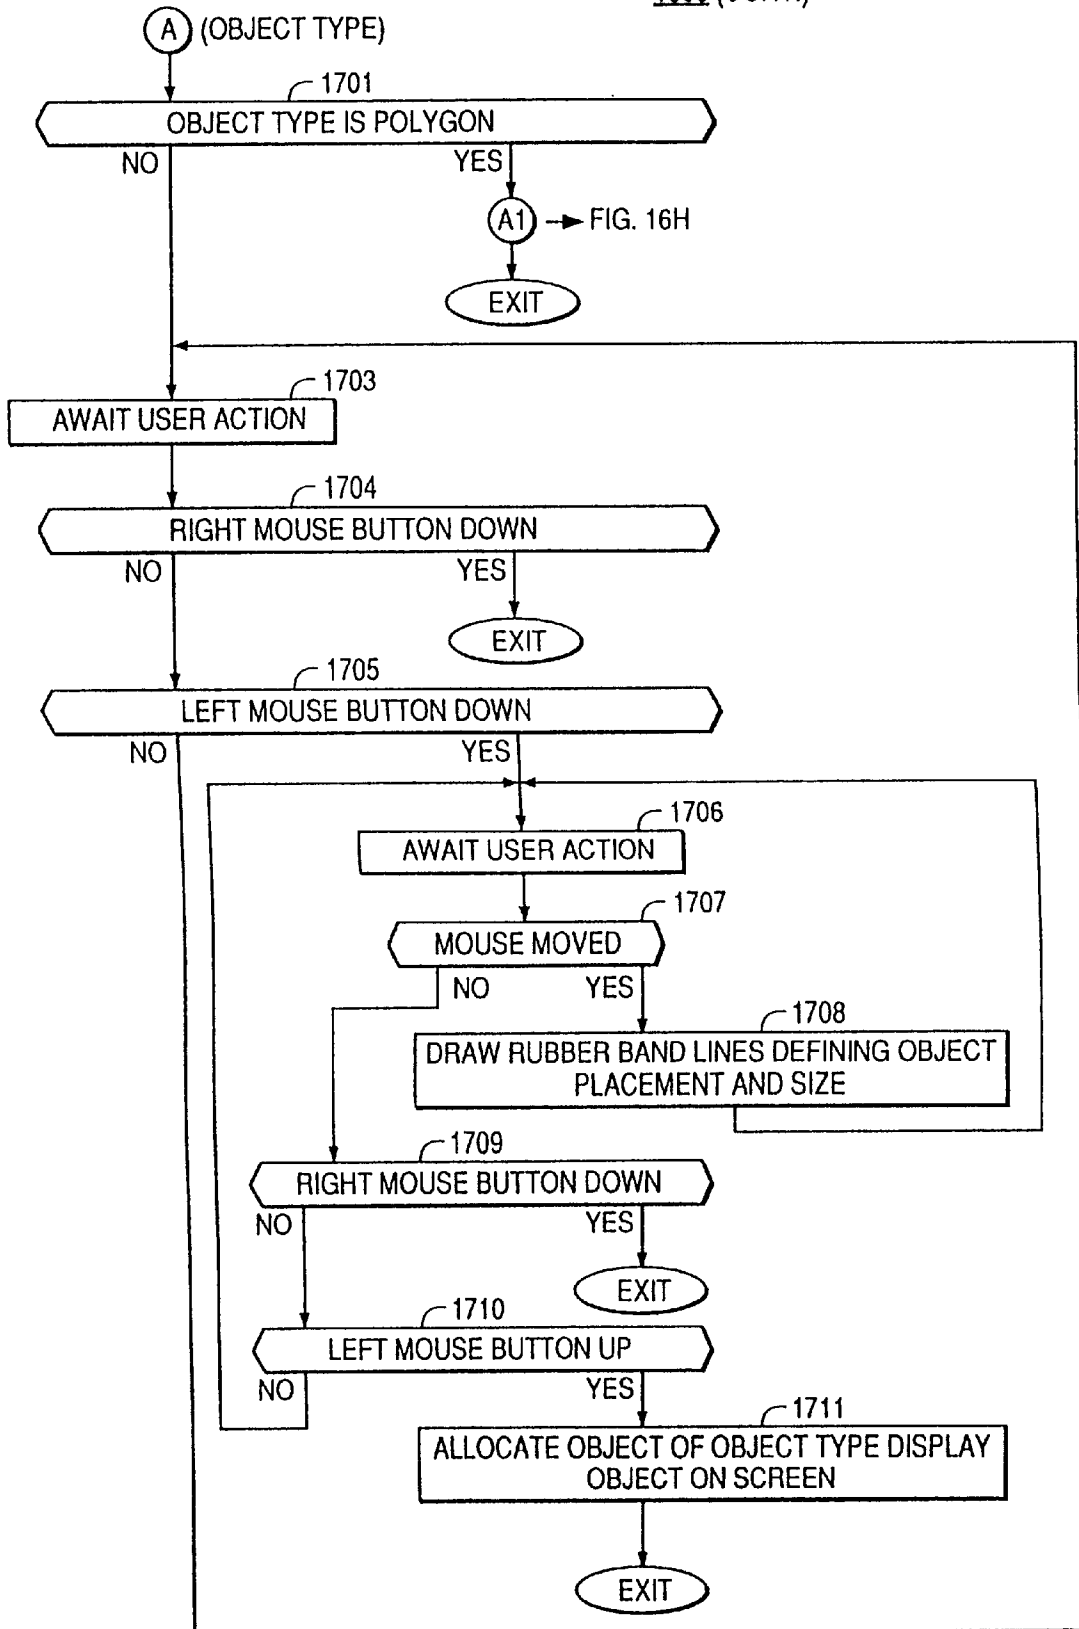 A (OBJECT TYPE)
1701
OBJECT TYPE IS POLYGON
NO
YES
A1 FIG. 16H
EXIT
1703
AWAIT USER ACTION
1704
RIGHT MOUSE BUTTON DOWN
NO
YES
EXIT
1705
LEFT MOUSE BUTTON DOWN
NO
YES
1706
AWAIT USER ACTION
1707
MOUSE MOVED
NO
YES
1708
DRAW RUBBER BAND LINES DEFINING OBJECT
PLACEMENT AND SIZE
1709
RIGHT MOUSE BUTTON DOWN
NO
YES
EXIT
1710
LEFT MOUSE BUTTON UP
NO
YES
1711
ALLOCATE OBJECT OF OBJECT TYPE DISPLAY
OBJECT ON SCREEN
EXIT